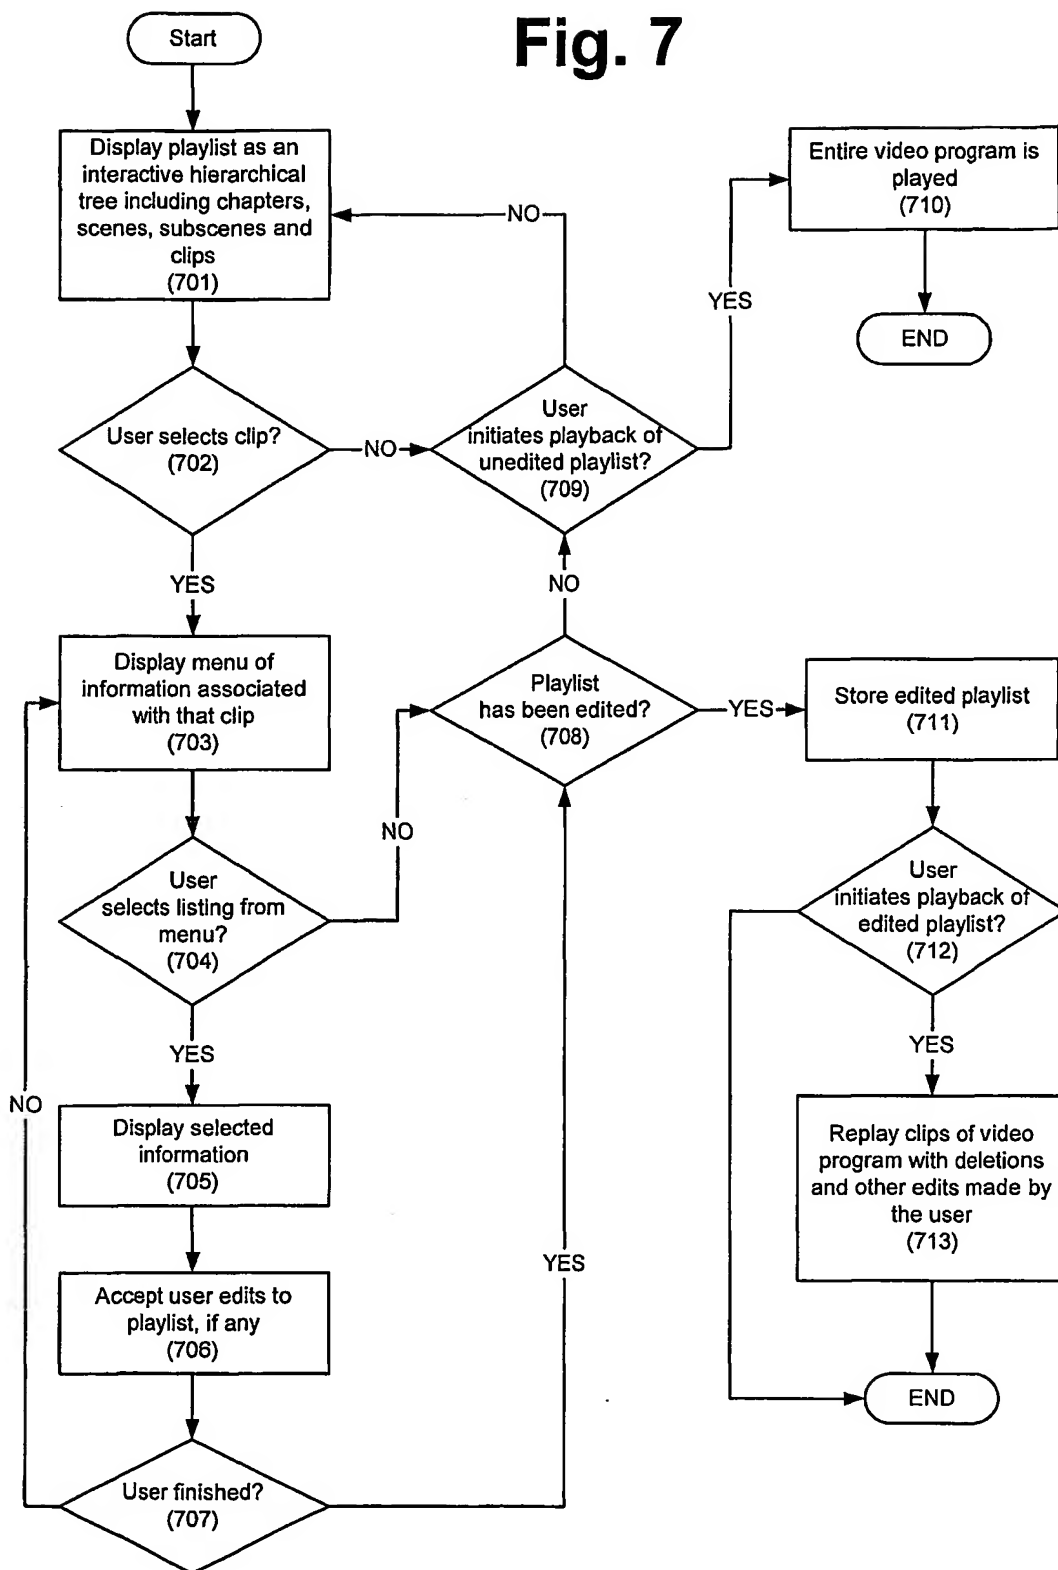 Fig. 7
Start
Display playlist as an
interactive hierarchical
tree including chapters,
scenes, subscenes and
clips
(701)
NO
Entire video program is
played
(710)
YES
END
User selects clip?
(702)
NO
User
initiates playback of
unedited playlist?
(709)
YES
NO
Display menu of
information associated
with that clip
(703)
Playlist
has been edited?
(708)
YES
Store edited playlist
(711)
NO
User
selects listing from
menu?
(704)
User
initiates playback of
edited playlist?
(712)
YES
YES
NO
Display selected
information
(705)
Replay clips of video
program with deletions
and other edits made by
the user
(713)
YES
Accept user edits to
playlist, if any
(706)
END
User finished?
(707)